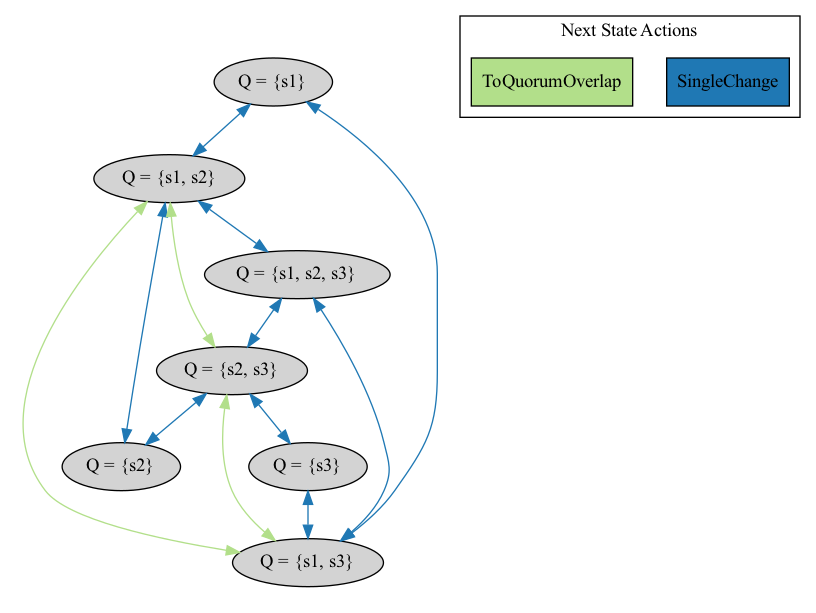 Next State Actions
ToQuorumOverlap
SingleChange
Q = {s1}
Q = {s1, s2}
Q = {s1, s2, s3}
Q = {s2, s3}
Q = {s2}
Q = {s3}
Q = {s1, s3}